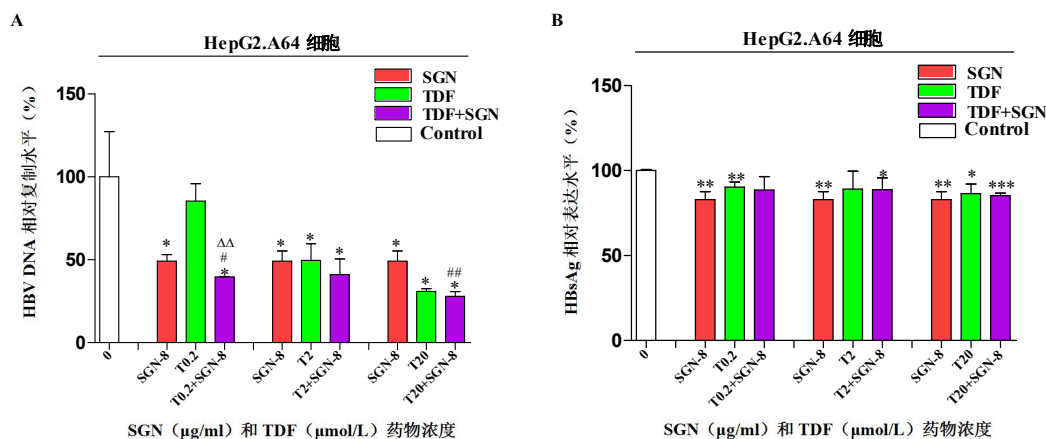 A
HepG2.A64 细胞
SGN
TDF
TDF+SGN
Control
HBV DNA 相对复制水平（%）
150
100
50
0
*
ΔΔ
#
*
*
*
*
*
*
##
*
0
SGN-8
T0.2
T0.2+SGN-8
SGN-8
T2
T2+SGN-8
SGN-8
T20
T20+SGN-8
SGN（μg/ml）和 TDF（μmol/L）药物浓度
B
HepG2.A64 细胞
SGN
TDF
TDF+SGN
Control
HBsAg 相对表达水平（%）
150
100
50
0
**
**
**
*
**
*
***
0
SGN-8
T0.2
T0.2+SGN-8
SGN-8
T2
T2+SGN-8
SGN-8
T20
T20+SGN-8
SGN（μg/ml）和 TDF（μmol/L）药物浓度